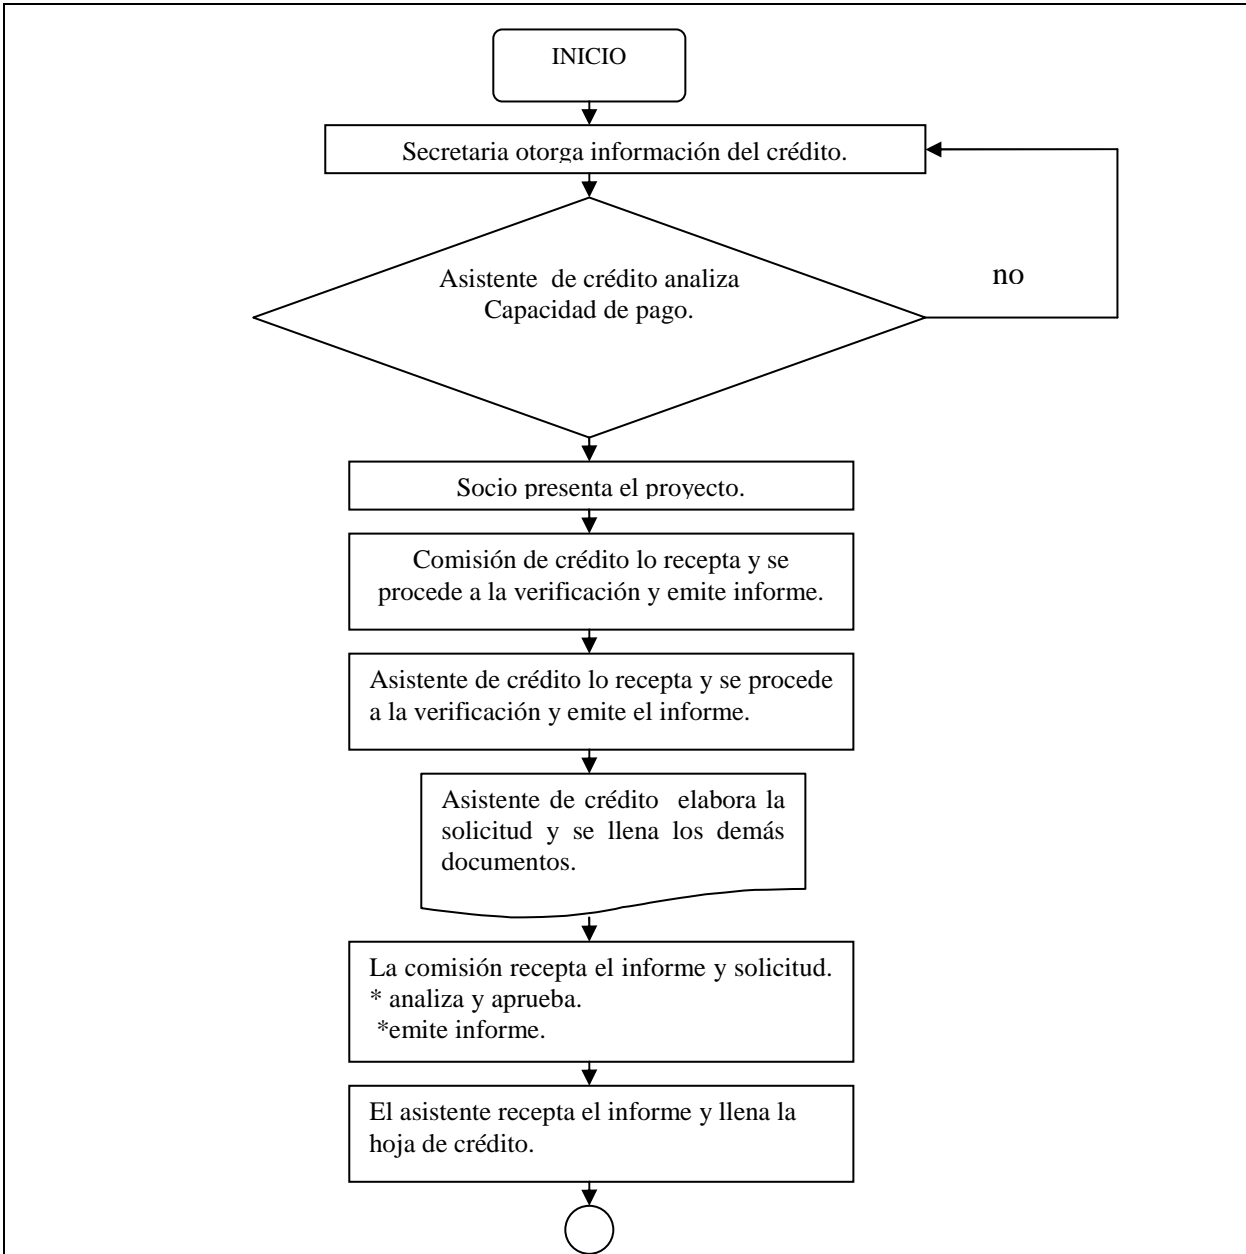 INICIO
Secretaria otorga información del crédito.
Asistente de crédito analiza
Capacidad de pago.
no
Socio presenta el proyecto.
Comisión de crédito lo recepta y se
procede a la verificación y emite informe.
Asistente de crédito lo recepta y se procede
a la verificación y emite el informe.
Asistente de crédito elabora la
solicitud y se llena los demás
documentos.
La comisión recepta el informe y solicitud.
* analiza y aprueba.
*emite informe.
El asistente recepta el informe y llena la
hoja de crédito.